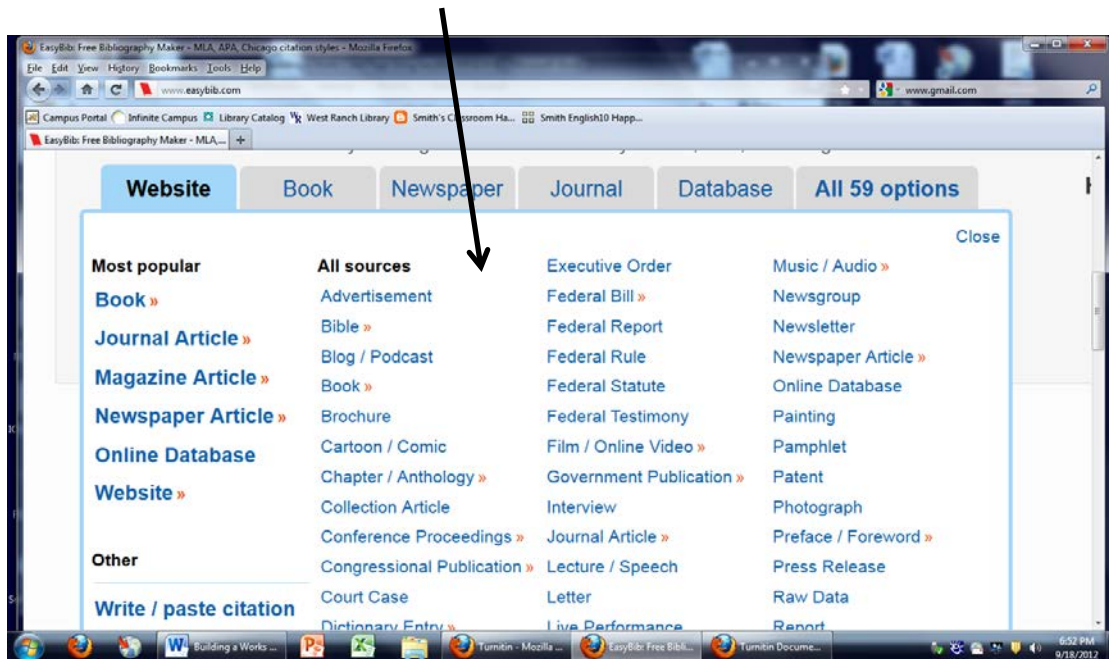 EasyBib: Free Bibliography Maker - MLA, APA, Chicago citation styles - Mozilla Firefox
File Edit View History Bookmarks Tools Help
www.easybib.com
www.gmail.com
Campus Portal Infinite Campus Library Catalog West Ranch Library Smith's Classroom Ha... Smith English10 Happ...
EasyBib: Free Bibliography Maker - MLA,...
Website Book Newspaper Journal Database All 59 options
Close
Most popular
Book »
Journal Article »
Magazine Article »
Newspaper Article »
Online Database
Website »
Other
Write / paste citation
All sources
Advertisement
Bible »
Blog / Podcast
Book »
Brochure
Cartoon / Comic
Chapter / Anthology »
Collection Article
Conference Proceedings »
Congressional Publication »
Court Case
Dictionary Entry »
Executive Order
Federal Bill »
Federal Report
Federal Rule
Federal Statute
Federal Testimony
Film / Online Video »
Government Publication »
Interview
Journal Article »
Lecture / Speech
Letter
Live Performance
Music / Audio »
Newsgroup
Newsletter
Newspaper Article »
Online Database
Painting
Pamphlet
Patent
Photograph
Preface / Foreword »
Press Release
Raw Data
Report
Building a Works ...
Turnitin - Mozilla ...
EasyBib: Free Bibli...
Turnitin Docume...
6:52 PM
9/18/2012